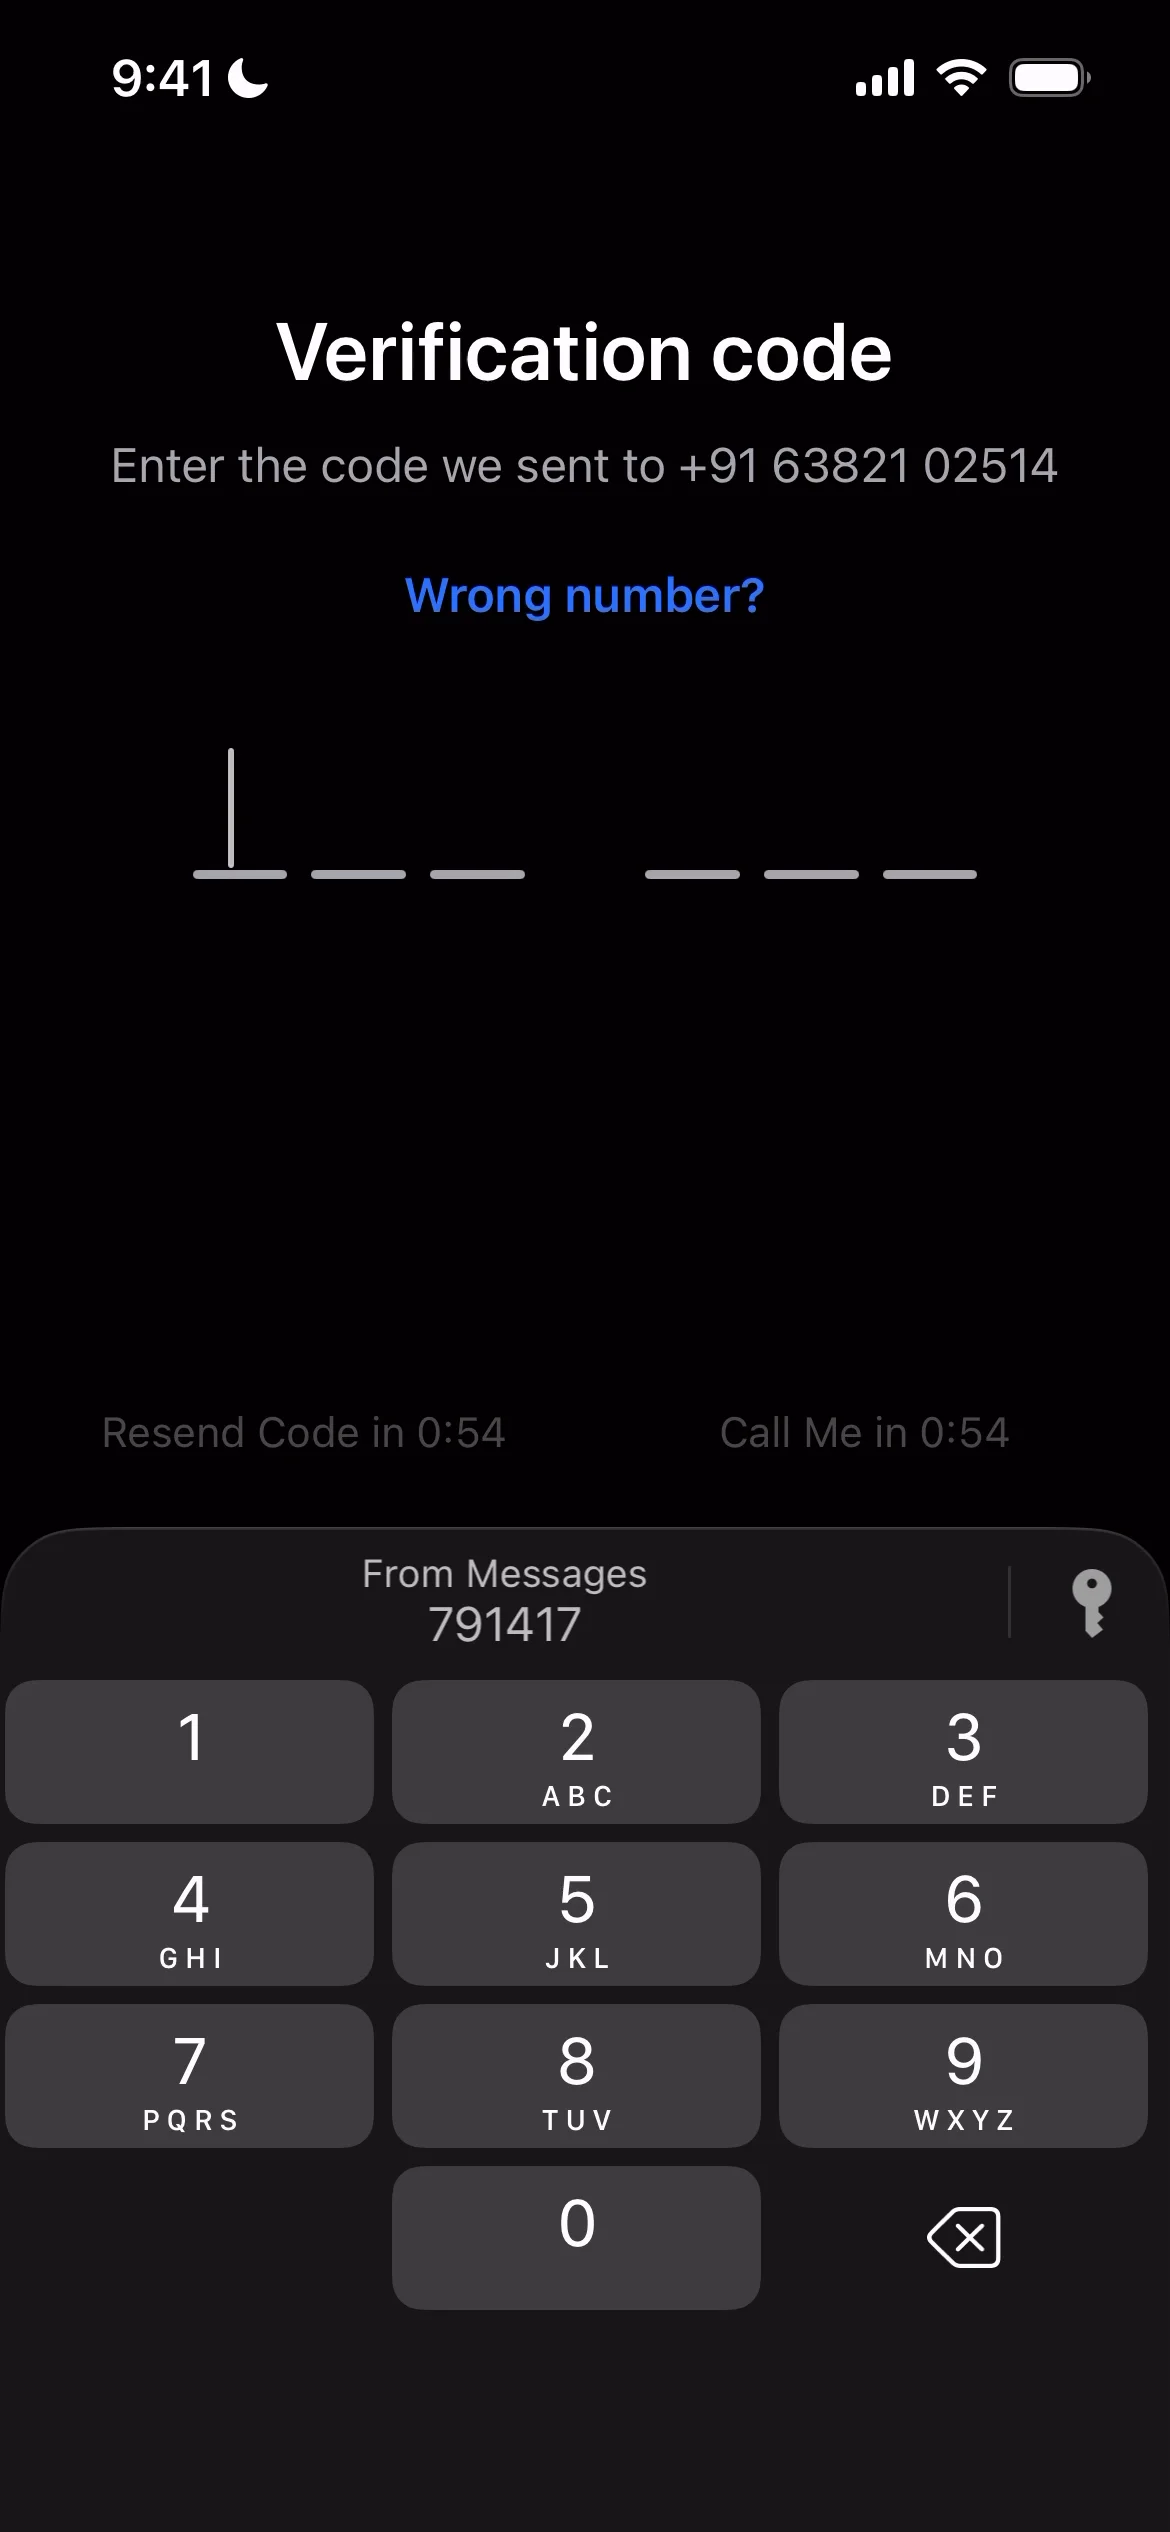 9:41
Verification code
Enter the code we sent to +91 63821 02514
Wrong number?
Resend Code in 0:54
Call Me in 0:54
From Messages
791417
1
2
ABC
3
DEF
4
GHI
5
JKL
6
MNO
7
PQRS
8
TUV
9
WXYZ
0